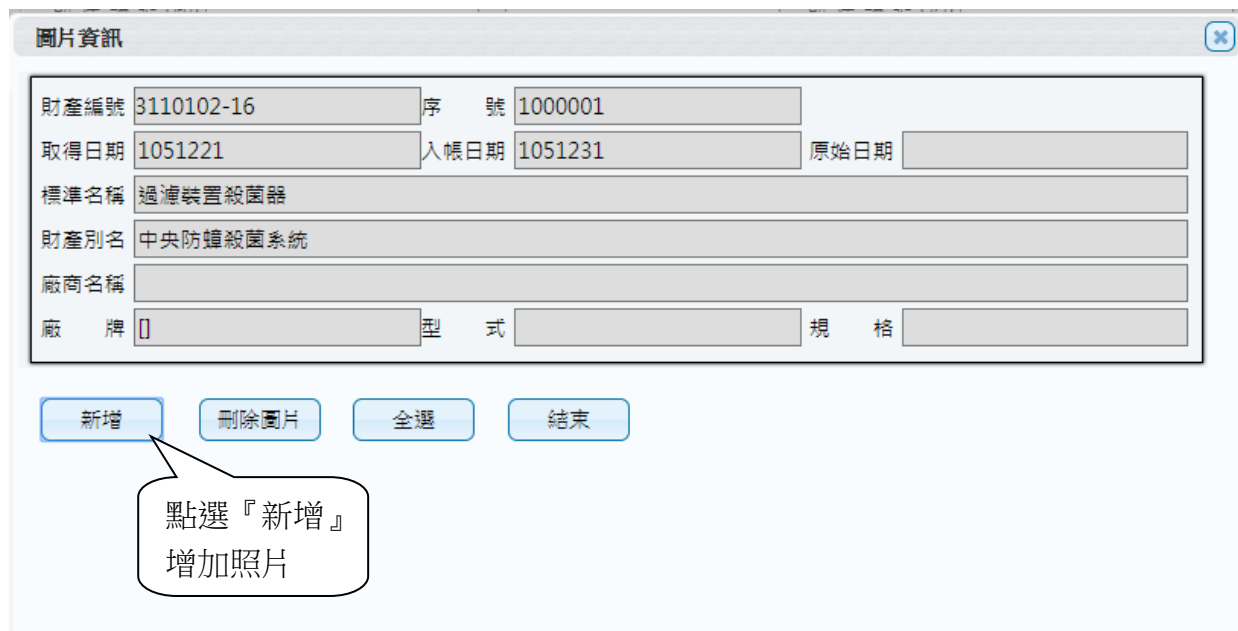 圖片資訊
財產編號 3110102-16 序 號 1000001
取得日期 1051221 入帳日期 1051231 原始日期
標準名稱 過濾裝置殺菌器
財產別名 中央防蟑殺菌系統
廠商名稱
廠 牌 [] 型 式 規 格
新增 刪除圖片 全選 結束
點選『新增』
增加照片